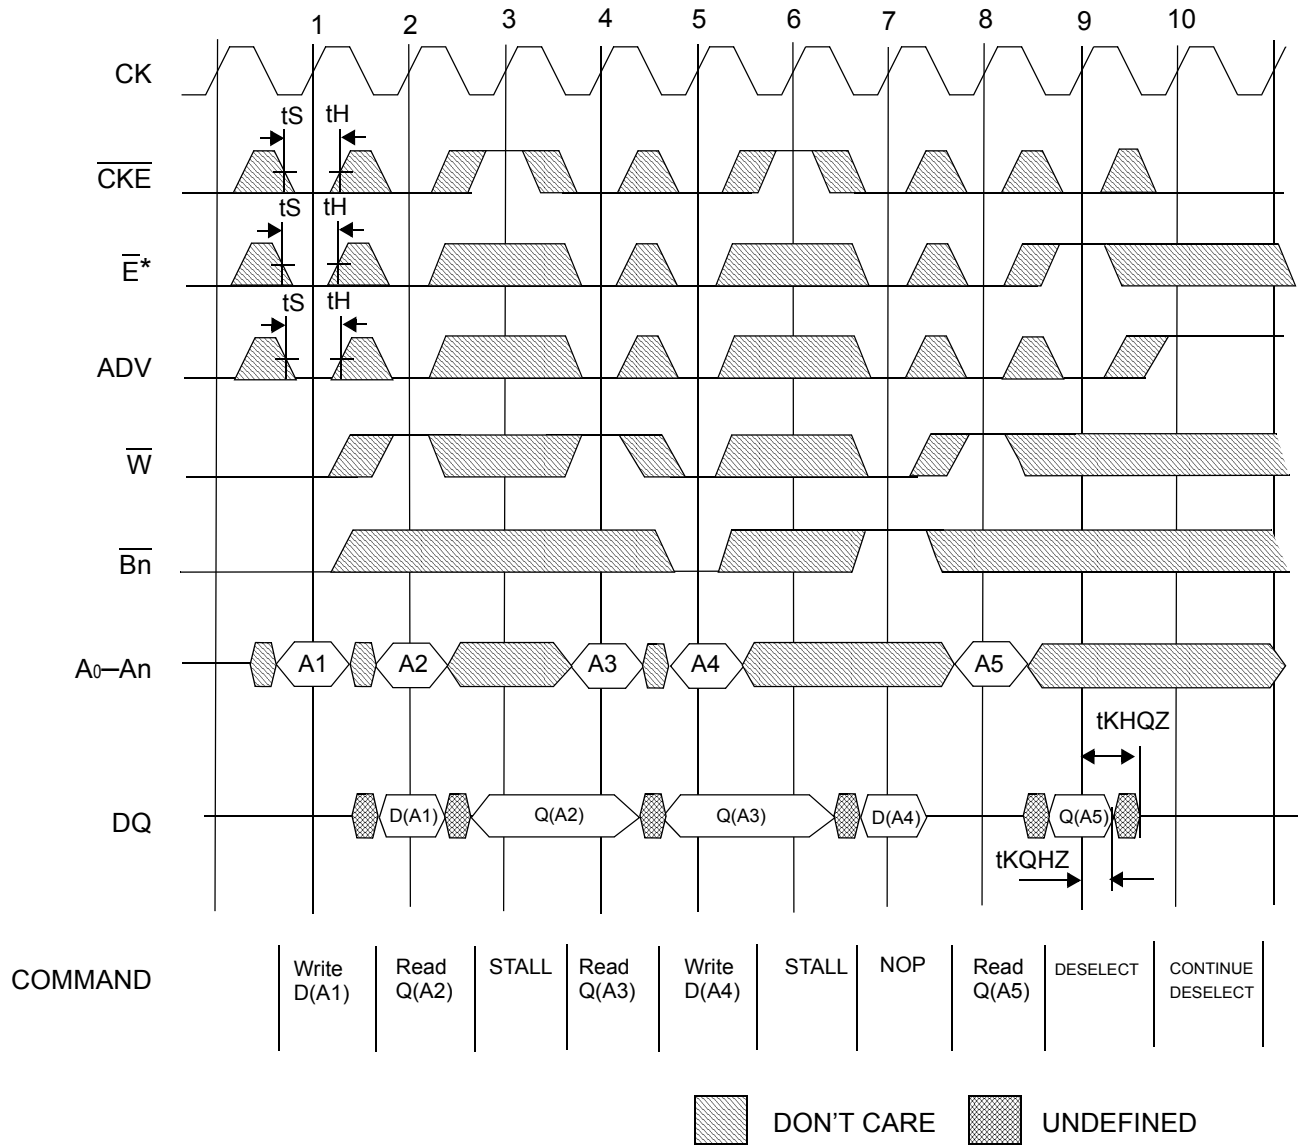 1 2 3 4 5 6 7 8 9 10
CK
tS tH
CKE
tS tH
E*
tS tH
ADV
W
Bn
A0–An A1 A2 A3 A4 A5
tKHQZ
DQ D(A1) Q(A2) Q(A3) D(A4) Q(A5)
tKQHZ
COMMAND
Write
D(A1)
Read
Q(A2)
STALL
Read
Q(A3)
Write
D(A4)
STALL
NOP
Read
Q(A5)
DESELECT
CONTINUE
DESELECT
DON'T CARE
UNDEFINED